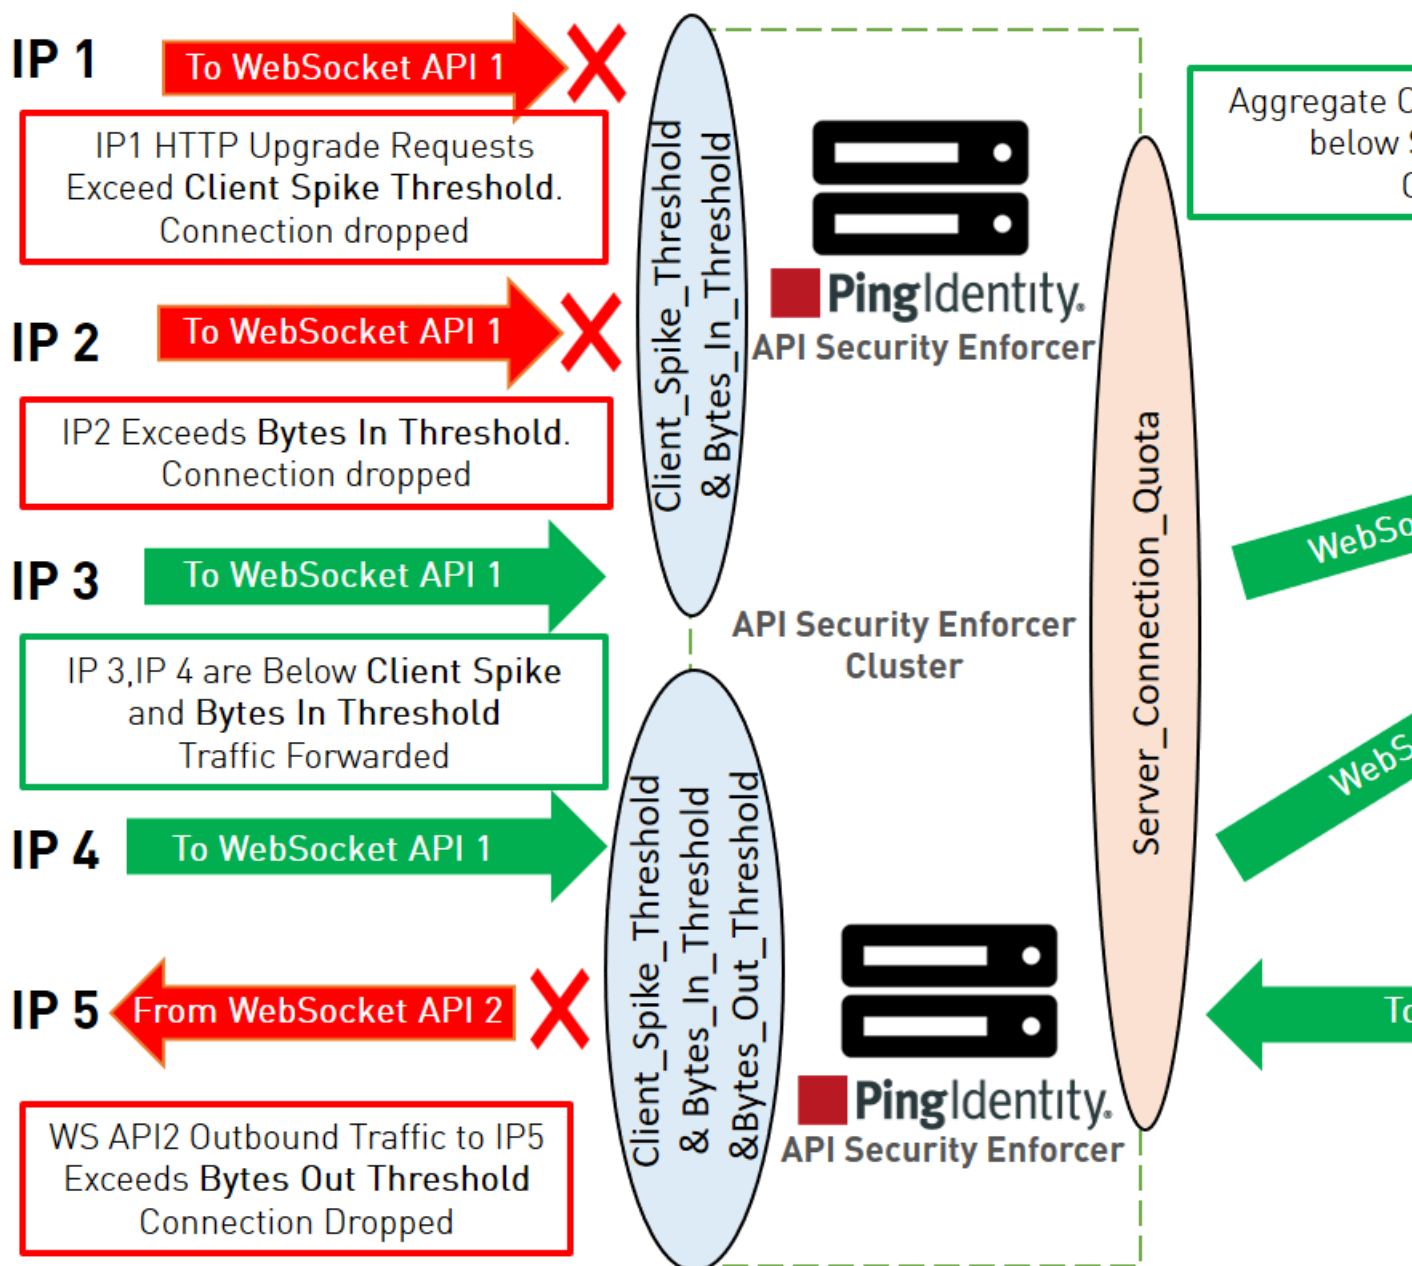 IP 1
To WebSocket API 1
IP1 HTTP Upgrade Requests
Exceed Client Spike Threshold.
Connection dropped
IP 2
To WebSocket API 1
IP2 Exceeds Bytes In Threshold.
Connection dropped
IP 3
To WebSocket API 1
IP 3,IP 4 are Below Client Spike
and Bytes In Threshold
Traffic Forwarded
IP 4
To WebSocket API 1
IP 5
From WebSocket API 2
WS API2 Outbound Traffic to IP5
Exceeds Bytes Out Threshold
Connection Dropped
Client_Spike_Threshold
& Bytes_In_Threshold
Client_Spike_Threshold
& Bytes_In_Threshold
&Bytes_Out_Threshold
PingIdentity.
API Security Enforcer
API Security Enforcer
Cluster
PingIdentity.
API Security Enforcer
Server_Connection_Quota
Aggregate
below